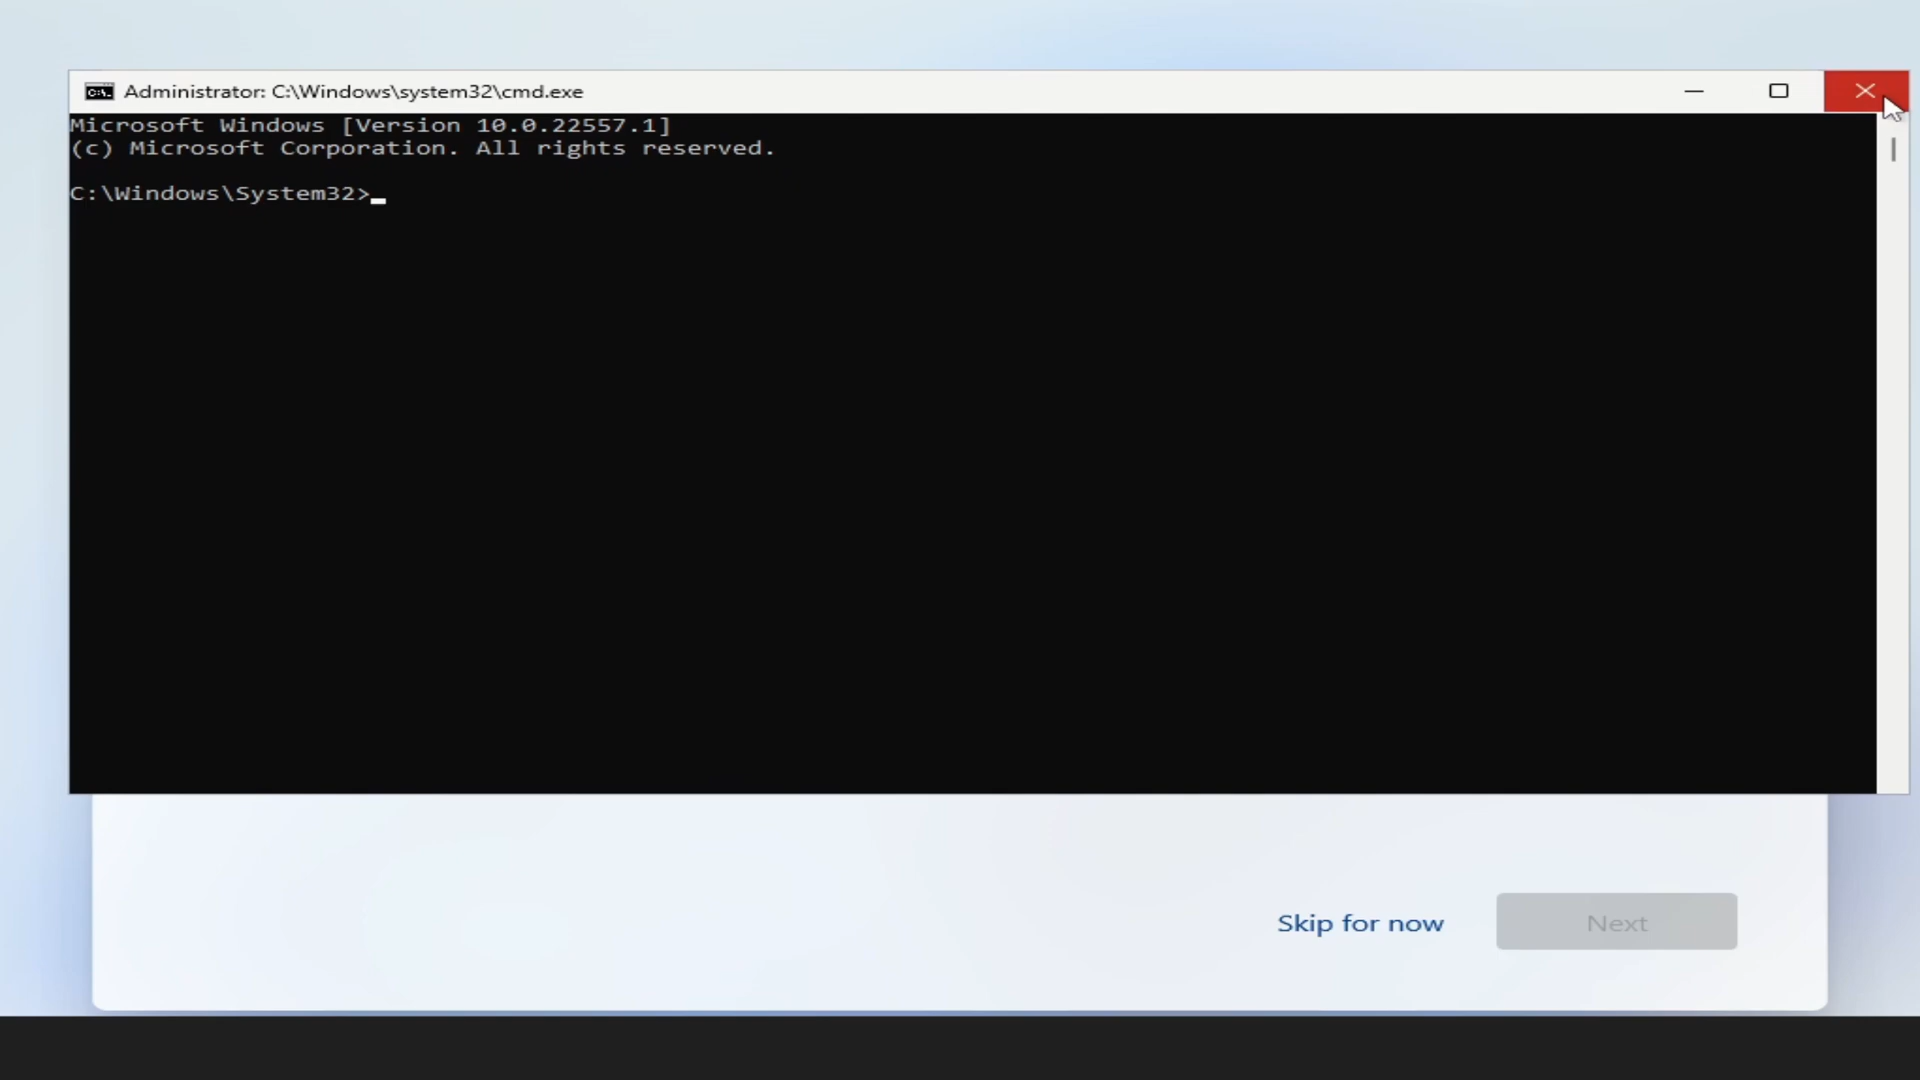 Administrator: C:\Windows\system32\cmd.exe
Microsoft Windows [Version 10.0.22557.1]
(c) Microsoft Corporation. All rights reserved.
C:\Windows\System32>
Skip for now
Next